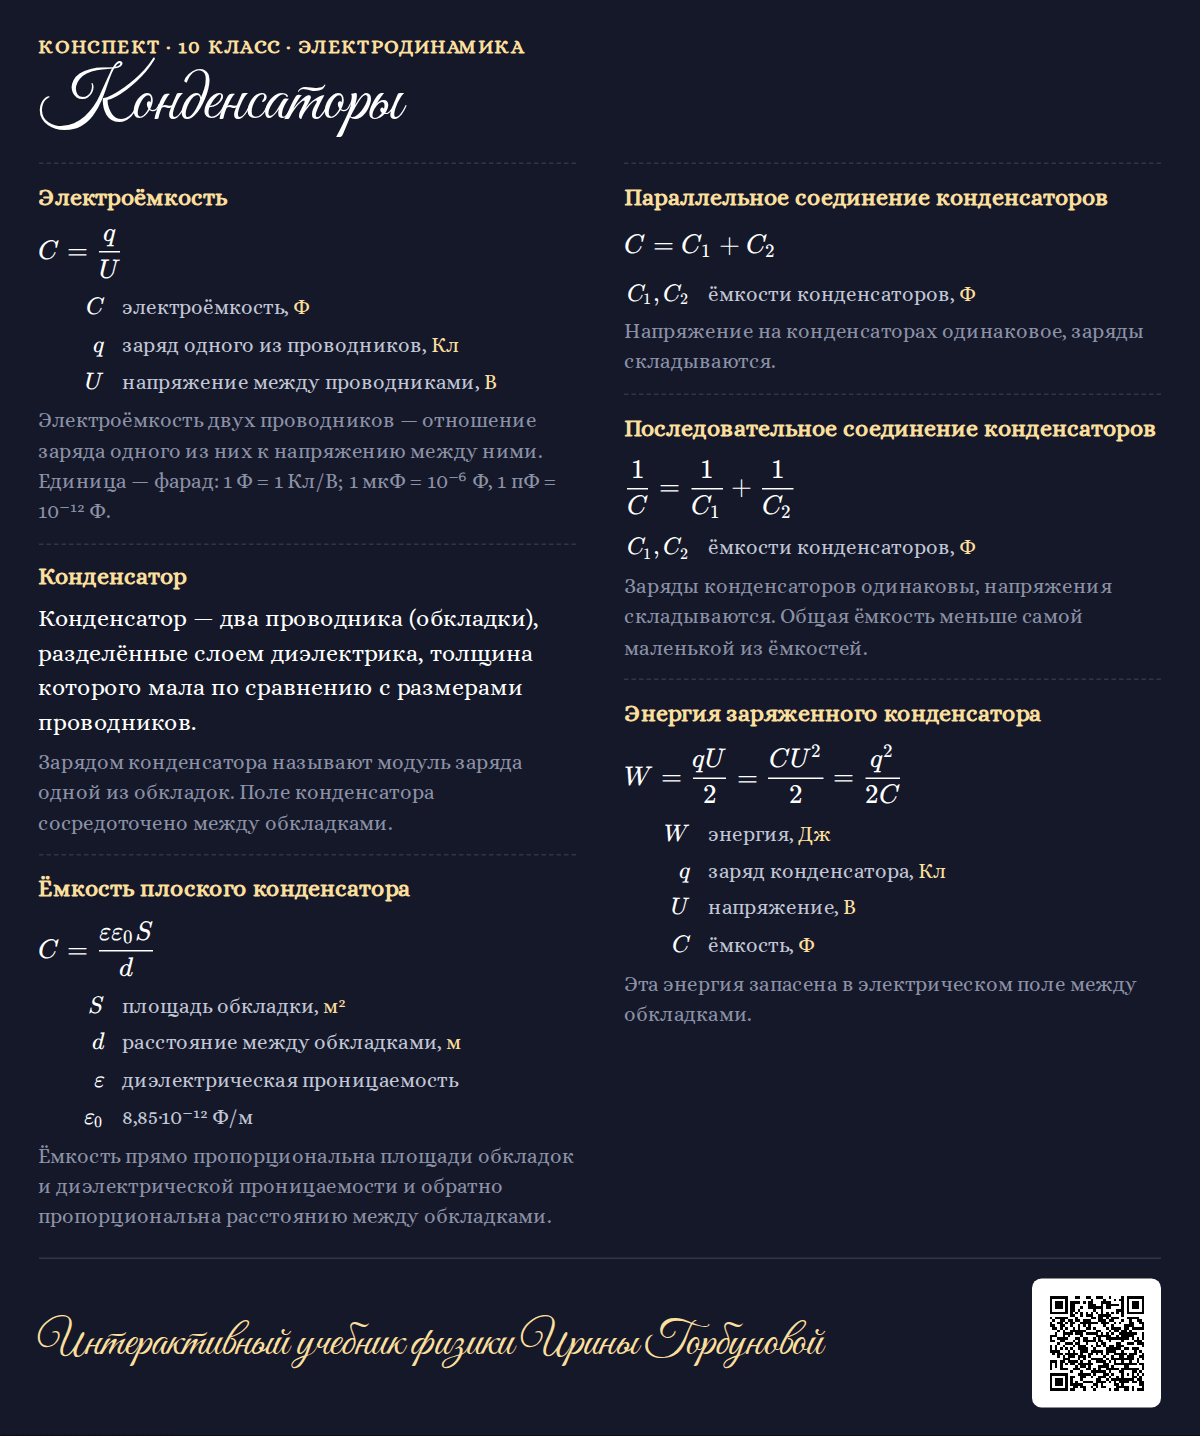 КОНСПЕКТ · 10 КЛАСС · ЭЛЕКТРОДИНАМИКА
Конденсаторы
Электроёмкость
C = q/U
C электроёмкость, Ф
q заряд одного из проводников, Кл
U напряжение между проводниками, В
Электроёмкость двух проводников — отношение
заряда одного из них к напряжению между ними.
Единица — фарад: 1 Ф = 1 Кл/В; 1 мкФ = 10⁻⁶ Ф, 1 пФ =
10⁻¹² Ф.
Конденсатор
Конденсатор — два проводника (обкладки),
разделённые слоем диэлектрика, толщина
которого мала по сравнению с размерами
проводников.
Зарядом конденсатора называют модуль заряда
одной из обкладок. Поле конденсатора
сосредоточено между обкладками.
Ёмкость плоского конденсатора
C = εε₀S/d
S площадь обкладки, м²
d расстояние между обкладками, м
ε диэлектрическая проницаемость
ε₀ 8,85·10⁻¹² Ф/м
Ёмкость прямо пропорциональна площади обкладок
и диэлектрической проницаемости и обратно
пропорциональна расстоянию между обкладками.
Параллельное соединение конденсаторов
C = C₁ + C₂
C₁, C₂ ёмкости конденсаторов, Ф
Напряжение на конденсаторах одинаковое, заряды
складываются.
Последовательное соединение конденсаторов
1/C = 1/C₁ + 1/C₂
C₁, C₂ ёмкости конденсаторов, Ф
Заряды конденсаторов одинаковы, напряжения
складываются. Общая ёмкость меньше самой
маленькой из ёмкостей.
Энергия заряженного конденсатора
W = qU/2 = CU²/2 = q²/2C
W энергия, Дж
q заряд конденсатора, Кл
U напряжение, В
C ёмкость, Ф
Эта энергия запасена в электрическом поле между
обкладками.
Интерактивный учебник физики Ирины Горбуновой